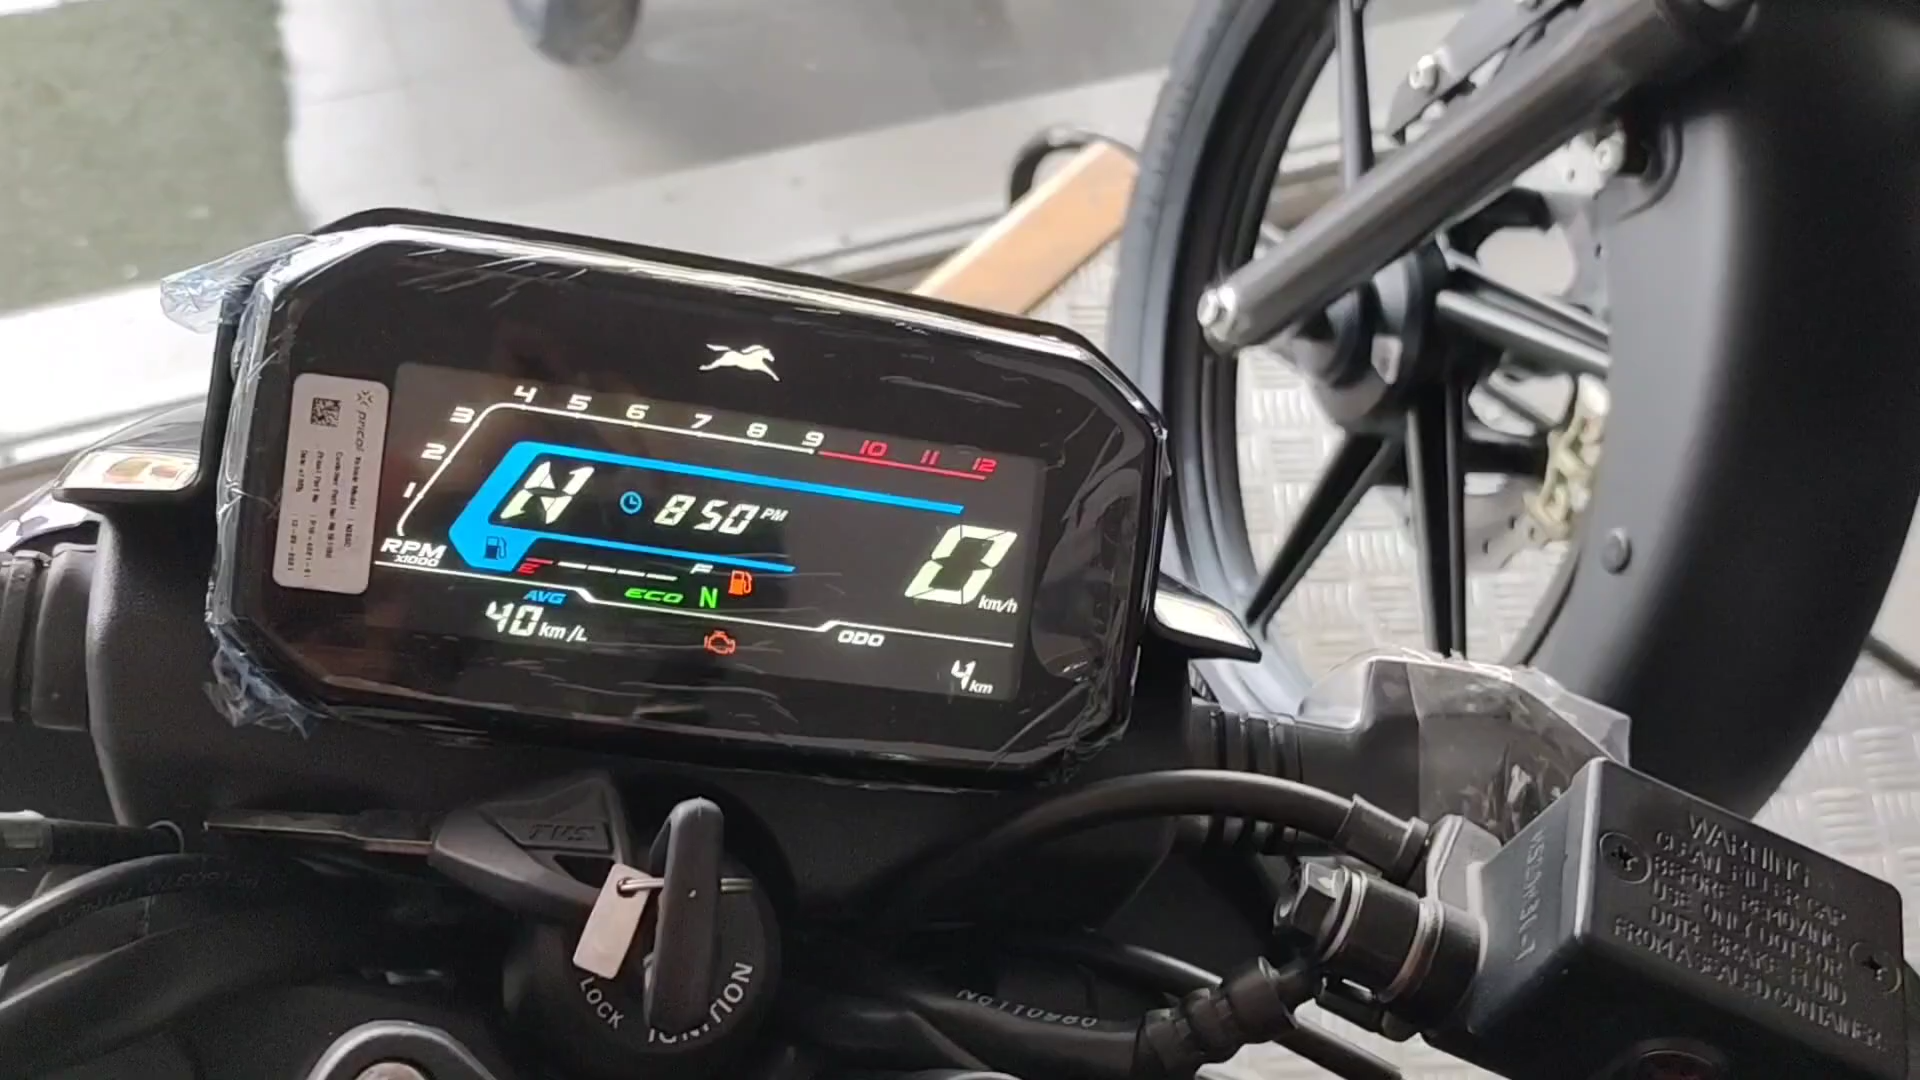 pricol
4 5 6 7 8 9 10 11 12
3
2
1
N 8:50 PM
0 km/h
RPM
X1000
E F
AVG ECO N
40 km/L
ODO
4 km
TVS
LOCK
IGNITION
WARNING
CLEAN FILLER CAP
BEFORE REMOVING
USE ONLY DOT3 OR
DOT4 BRAKE FLUID
FROM A SEALED CONTAINER